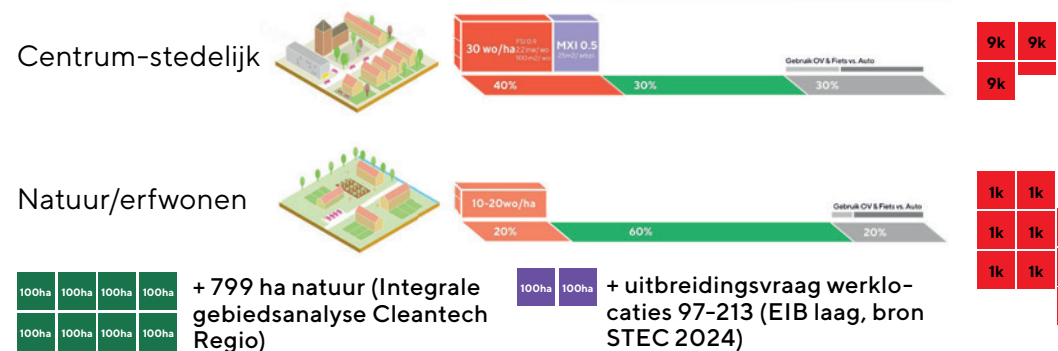 Centrum-stedelijk
30 wo/ha
MXI 0.5
Gebruik OV & Fiets vs. Auto
40%
30%
30%
9k
9k
9k
Natuur/erfwonen
10-20wo/ha
Gebruik OV & Fiets vs. Auto
20%
60%
20%
1k
1k
1k
1k
1k
1k
100ha
100ha
100ha
100ha
100ha
100ha
100ha
100ha
+ 799 ha natuur (Integrale
gebiedsanalyse Cleantech
Regio)
100ha
100ha
+ uitbreidingsvraag werklo-
caties 97-213 (EIB laag, bron
STEC 2024)